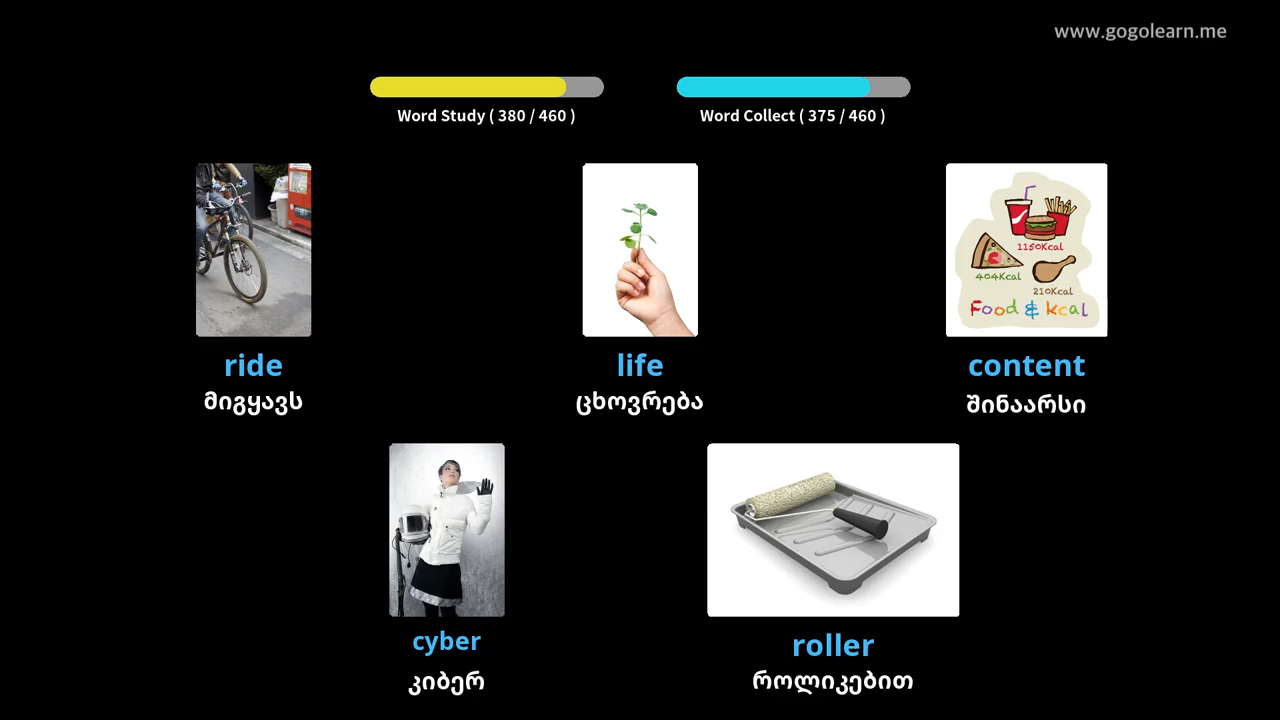 www.gogolearn.me
Word Study ( 380 / 460 )
Word Collect ( 375 / 460 )
1150Kcal
404Kcal
210Kcal
Food & kcal
ride
life
content
მიგყავს
ცხოვრება
შინაარსი
cyber
roller
კიბერ
როლიკებით